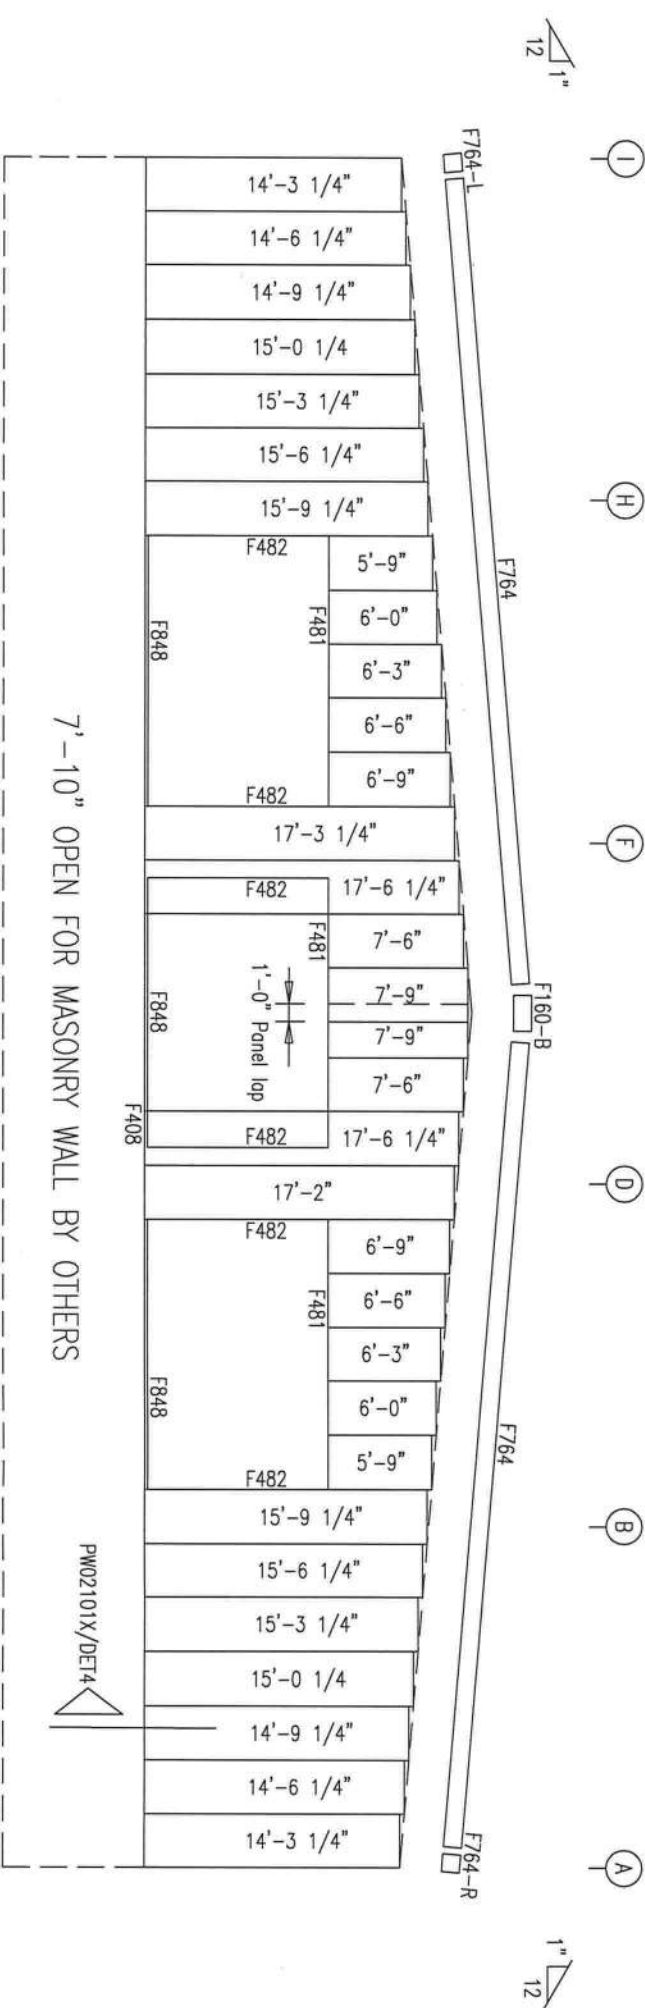 12
1"
I
H
F
D
B
A
1"
12
F764-L
F764
F160-B
F764
F764-R
14'-3 1/4"
14'-6 1/4"
14'-9 1/4"
15'-0 1/4
15'-3 1/4"
15'-6 1/4"
15'-9 1/4"
5'-9"
6'-0"
6'-3"
6'-6"
6'-9"
17'-3 1/4"
17'-6 1/4"
7'-6"
7'-9"
7'-9"
7'-6"
17'-6 1/4"
17'-2"
6'-9"
6'-6"
6'-3"
6'-0"
5'-9"
15'-9 1/4"
15'-6 1/4"
15'-3 1/4"
15'-0 1/4
14'-9 1/4"
14'-6 1/4"
14'-3 1/4"
F482
F481
F848
F482
F482
F481
1'-0" Panel lap
F848
F482
F408
F482
F481
F848
F482
7'-10" OPEN FOR MASONRY WALL BY OTHERS
PW02101X/DET4